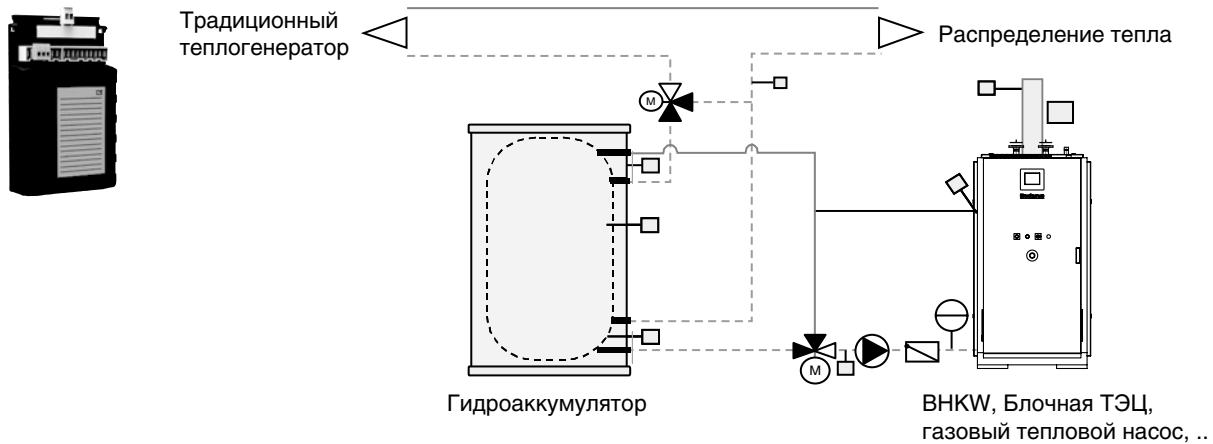 Традиционный
теплогенератор
Распределение тепла
M
M
Гидроаккумулятор
BHKW, Блочная ТЭЦ,
газовый тепловой насос, ..